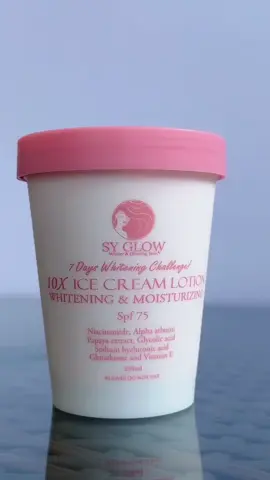 SY GLOW
7 Days Whitening Challenge!
10X ICE CREAM LOTION
WHITENING & MOISTURIZING
Spf 75
Niacinamide, Alpha arbutin,
Papaya extract, Glycolic acid
Sodium hyaluronic acid
Glutathione and Vitamin E